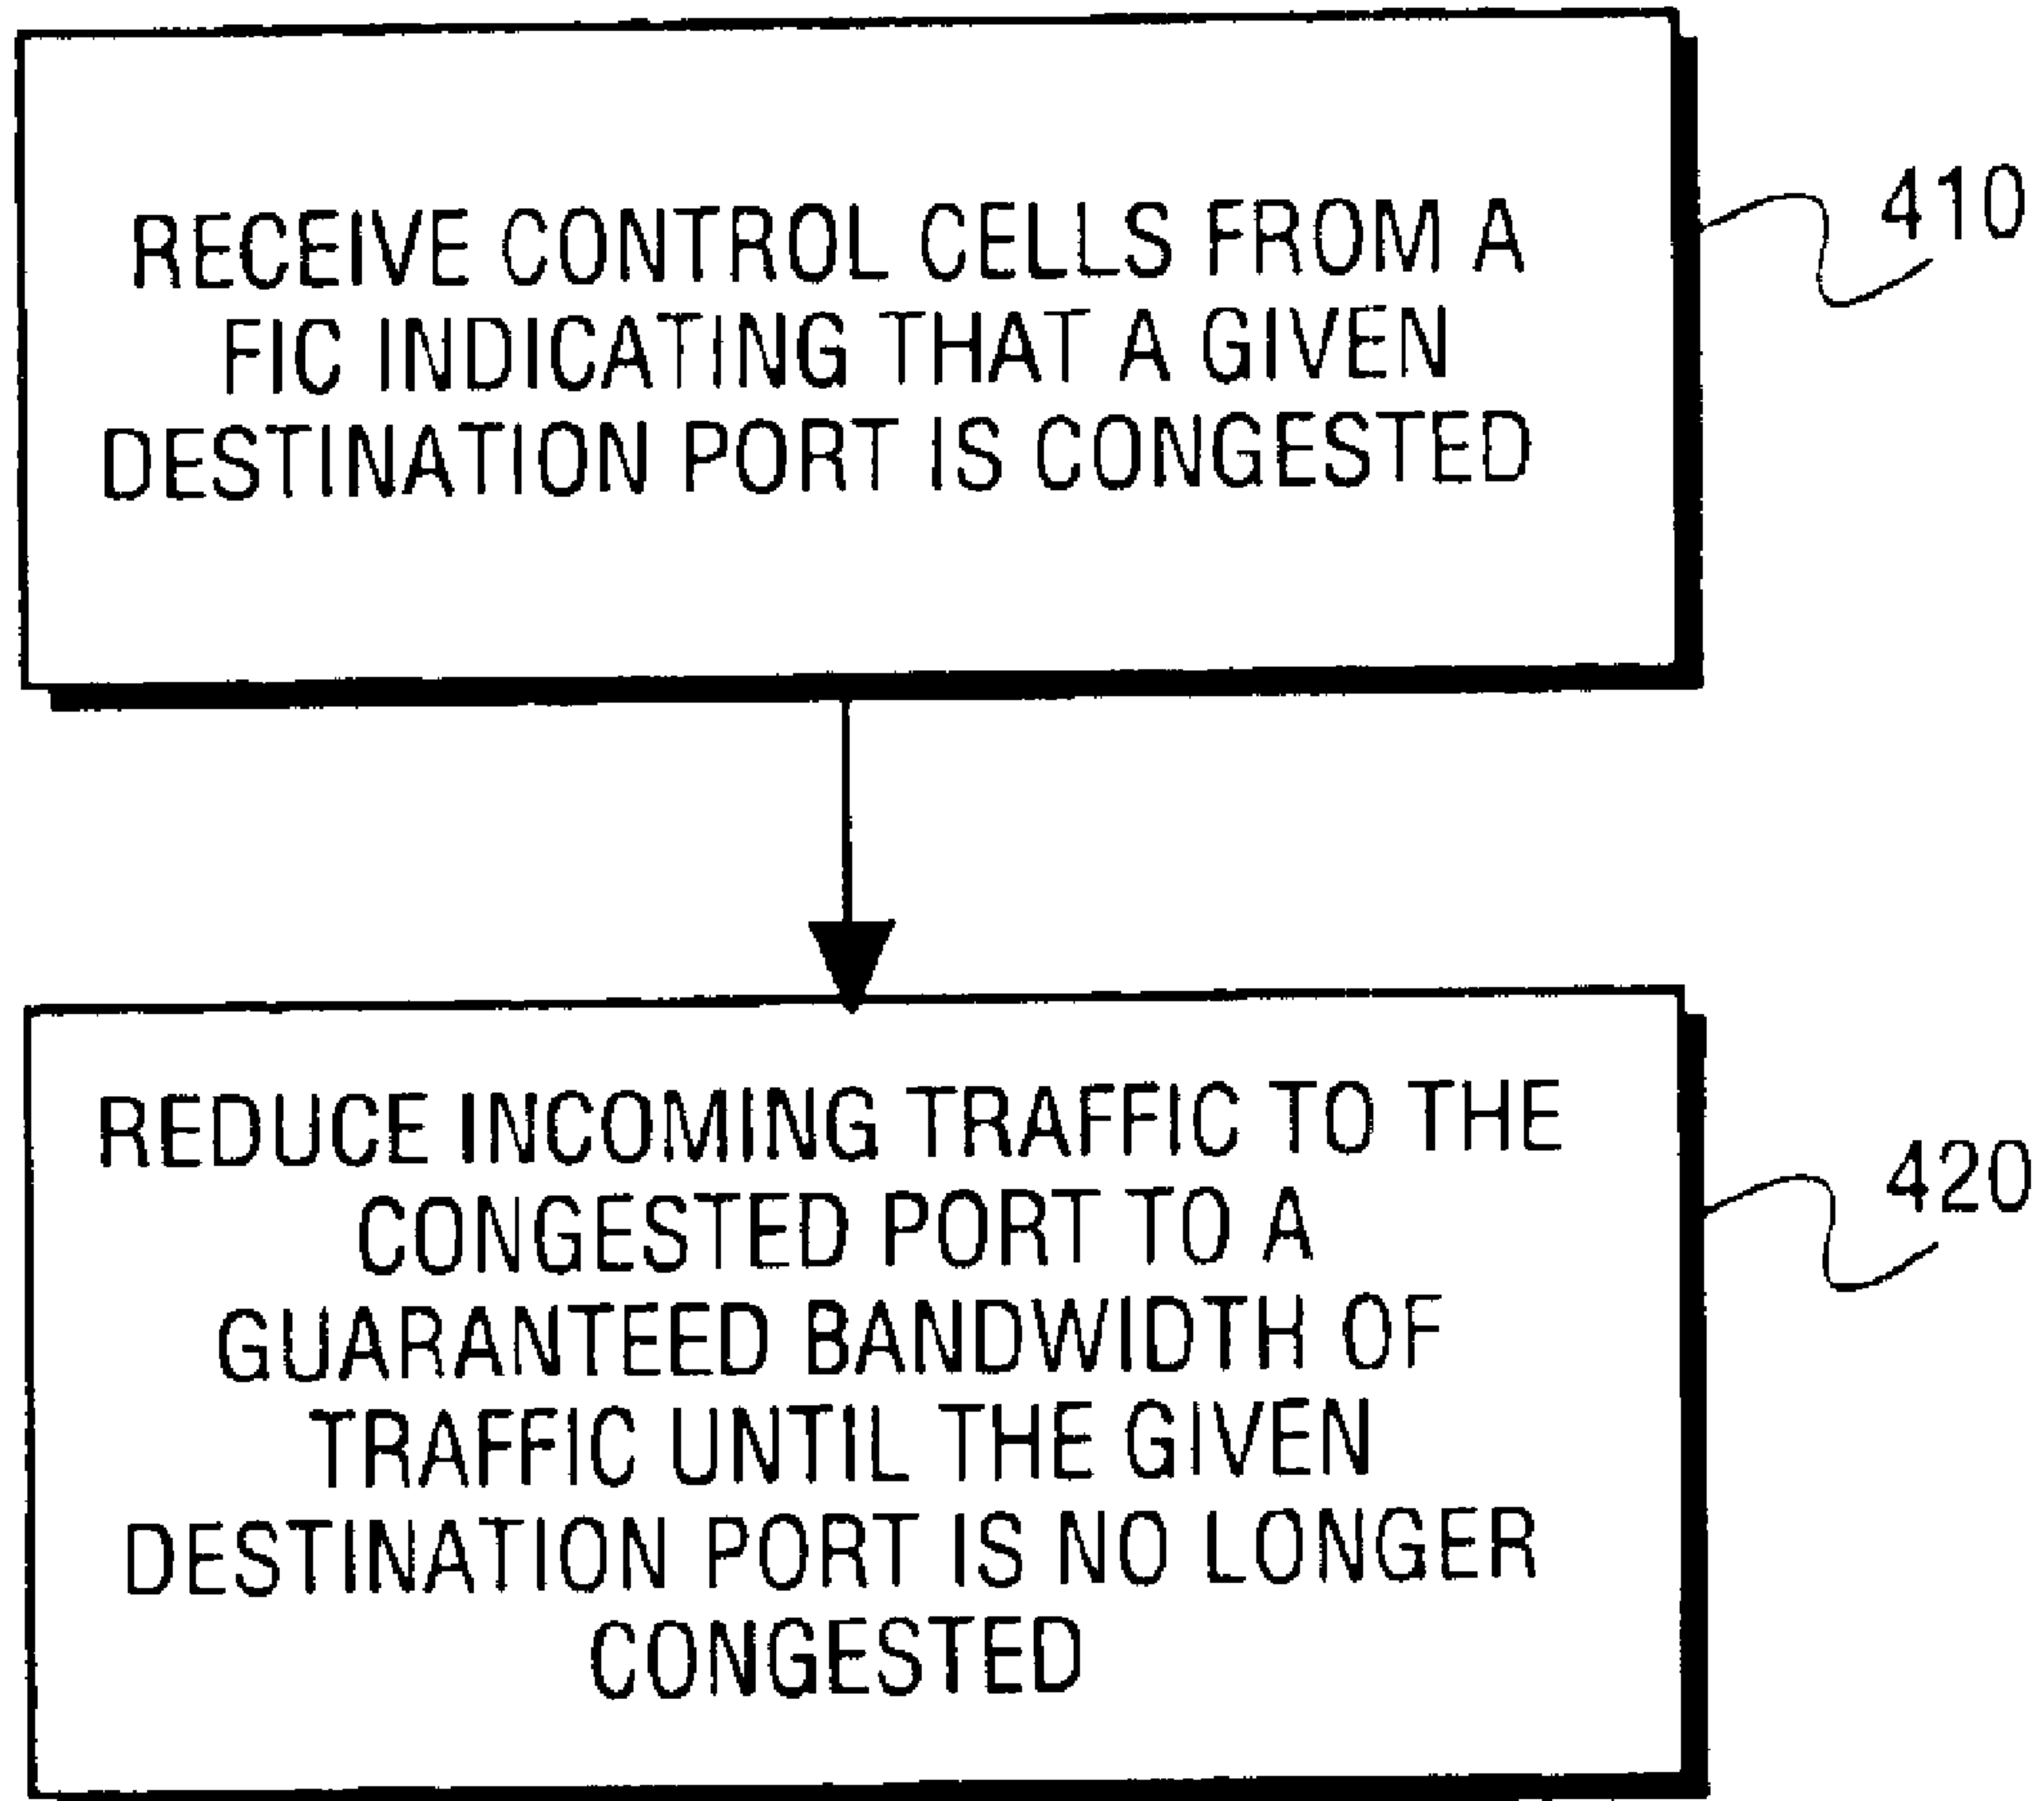 RECEIVE CONTROL CELLS FROM A
FIC INDICATING THAT A GIVEN
DESTINATION PORT IS CONGESTED
410
REDUCE INCOMING TRAFFIC TO THE
CONGESTED PORT TO A
GUARANTEED BANDWIDTH OF
TRAFFIC UNTIL THE GIVEN
DESTINATION PORT IS NO LONGER
CONGESTED
420